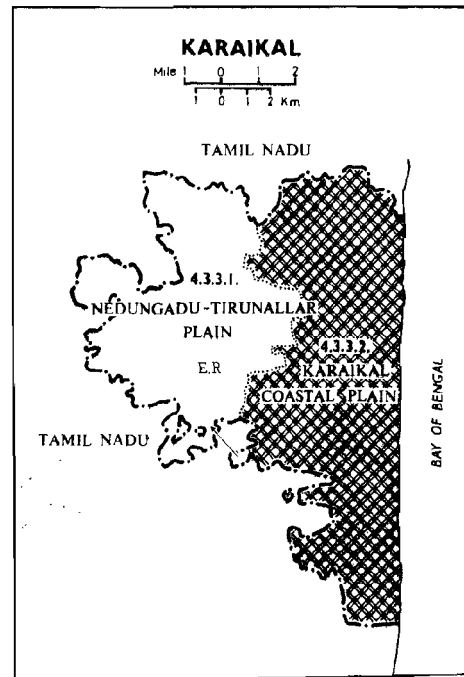 KARAIKAL
Mile 1 0 1 2
1 0 1 2 Km
TAMIL NADU
4.3.3.1.
NEDUNGADU-TIRUNALLAR
PLAIN
E.R
4.3.3.2.
KARAIKAL
COASTAL PLAIN
TAMIL NADU
BAY OF BENGAL